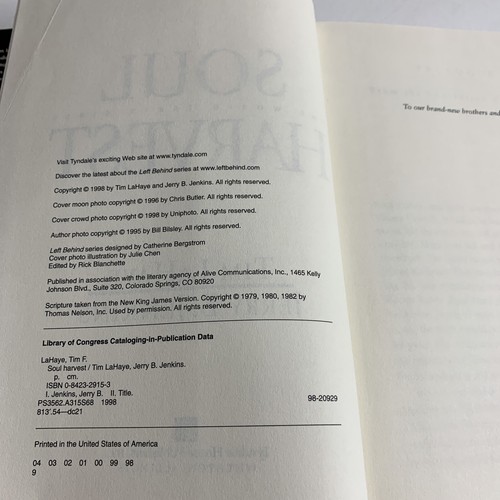 Visit Tyndale's exciting Web site at www.tyndale.com
Discover the latest about the Left Behind series at www.leftbehind.com
Copyright © 1998 by Tim LaHaye and Jerry B. Jenkins. All rights reserved.
Cover moon photo copyright © 1996 by Chris Butler. All rights reserved.
Cover crowd photo copyright © 1998 by Uniphoto. All rights reserved.
Author photo copyright © 1995 by Bill Bilsley. All rights reserved.
Left Behind series designed by Catherine Bergstrom
Cover photo illustration by Julie Chen
Edited by Rick Blanchette
Published in association with the literary agency of Alive Communications, Inc., 1465 Kelly
Johnson Blvd., Suite 320, Colorado Springs, CO 80920
Scripture taken from the New King James Version. Copyright © 1979, 1980, 1982 by
Thomas Nelson, Inc. Used by permission. All rights reserved.
Library of Congress Cataloging-in-Publication Data
LaHaye, Tim F.
Soul harvest / Tim LaHaye, Jerry B. Jenkins.
p. cm.
ISBN 0-8423-2915-3
I. Jenkins, Jerry B. II. Title.
PS3562.A315S68 1998
813'.54—dc21 98-20929
Printed in the United States of America
04 03 02 01 00 99 98
9
To our brand-new brothers and
SOUL
HARVEST